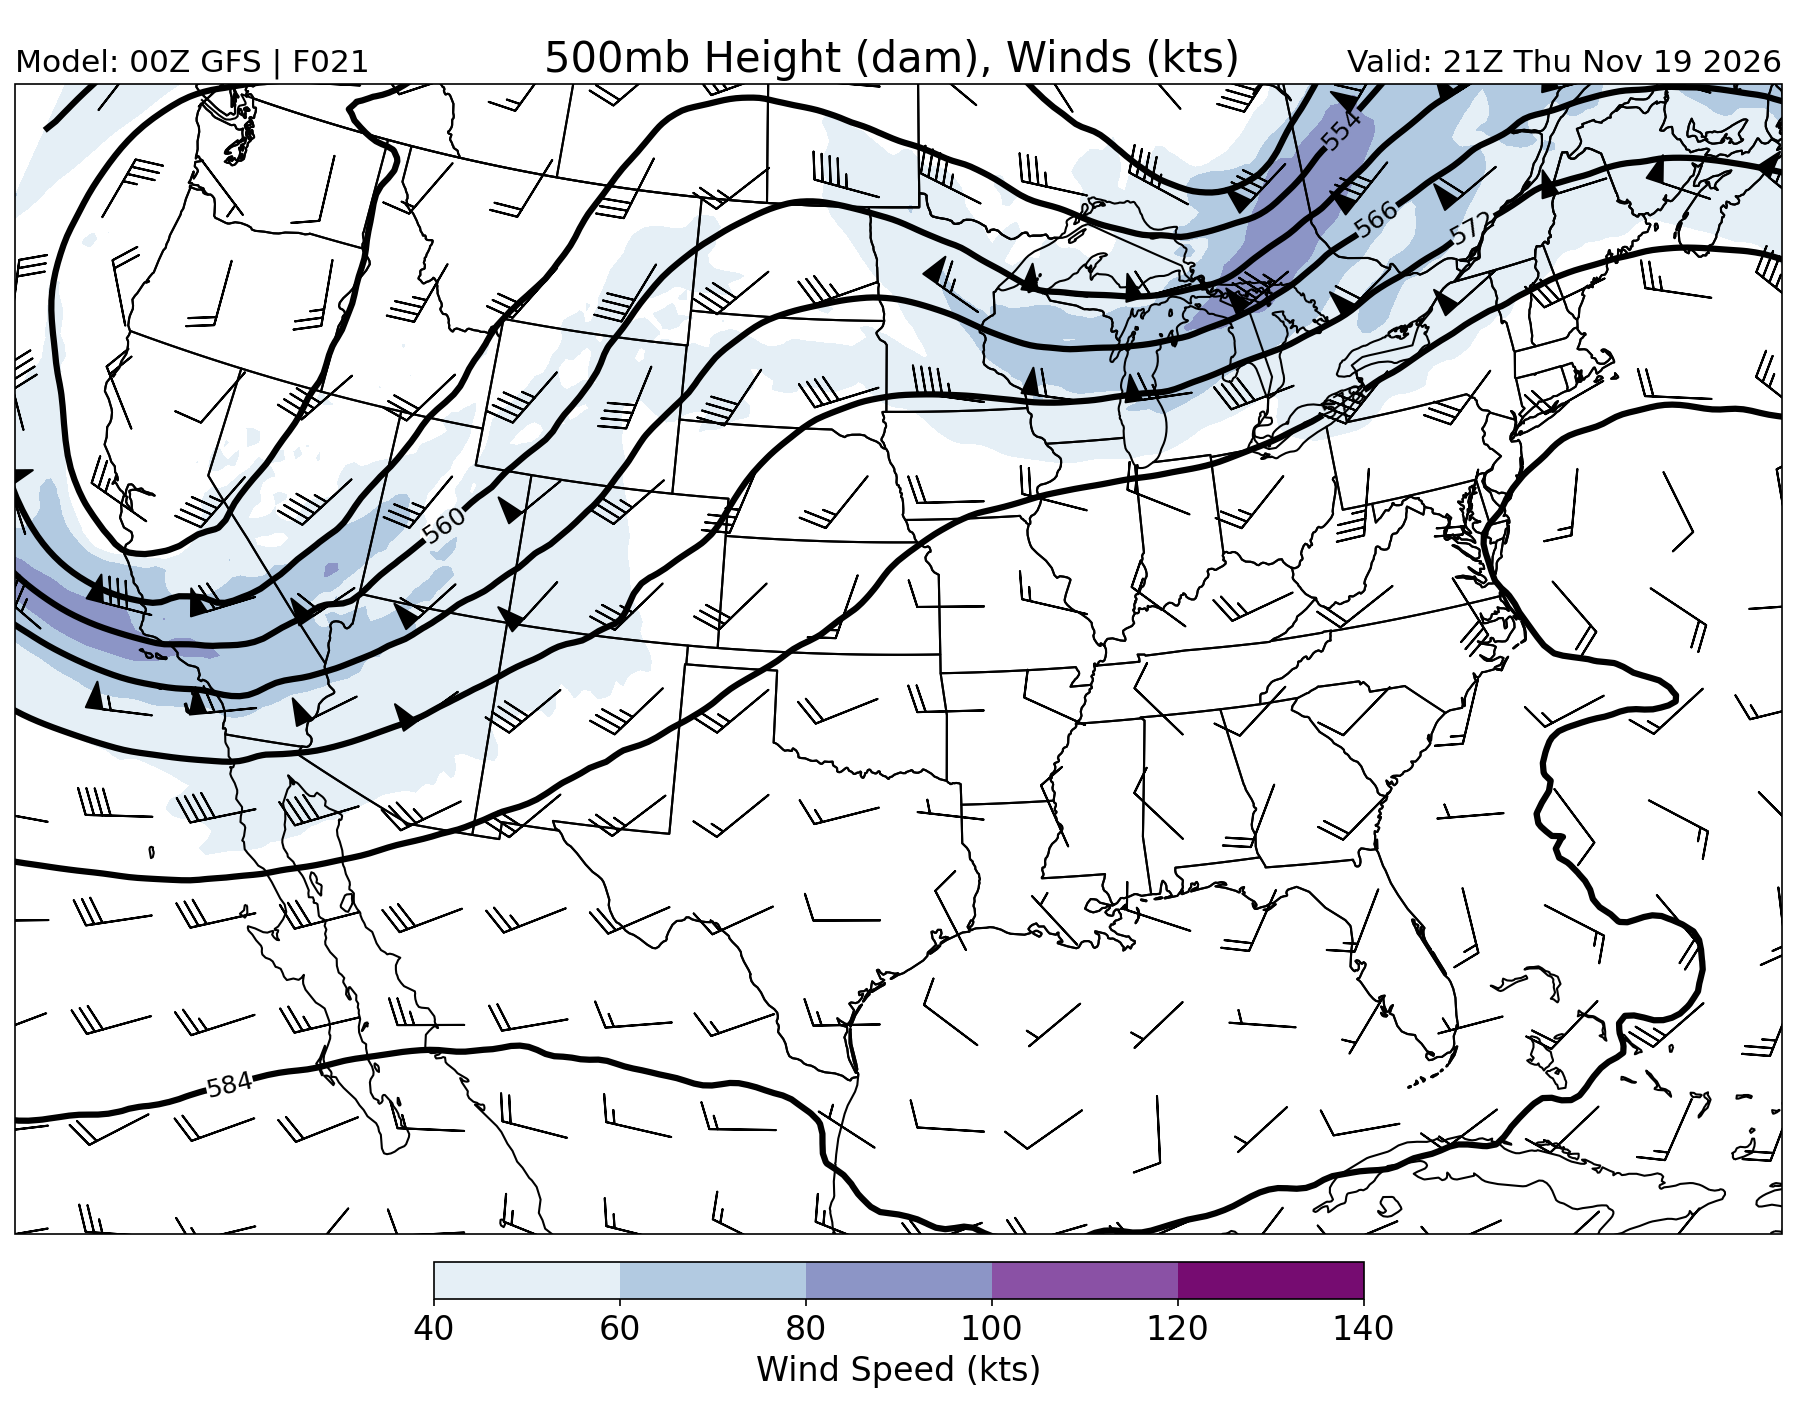 Model: 00Z GFS | F021
500mb Height (dam), Winds (kts)
Valid: 21Z Thu Nov 19 2026
554
566
572
560
584
40 60 80 100 120 140
Wind Speed (kts)